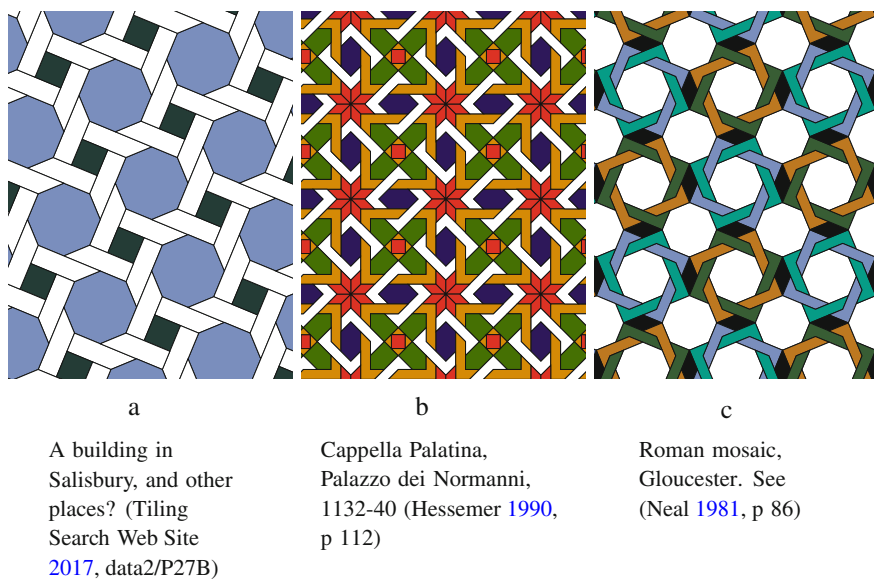 a
A building in
Salisbury, and other
places? (Tiling
Search Web Site
2017, data2/P27B)
b
Cappella Palatina,
Palazzo dei Normanni,
1132-40 (Hessemer 1990,
p 112)
c
Roman mosaic,
Gloucester. See
(Neal 1981, p 86)